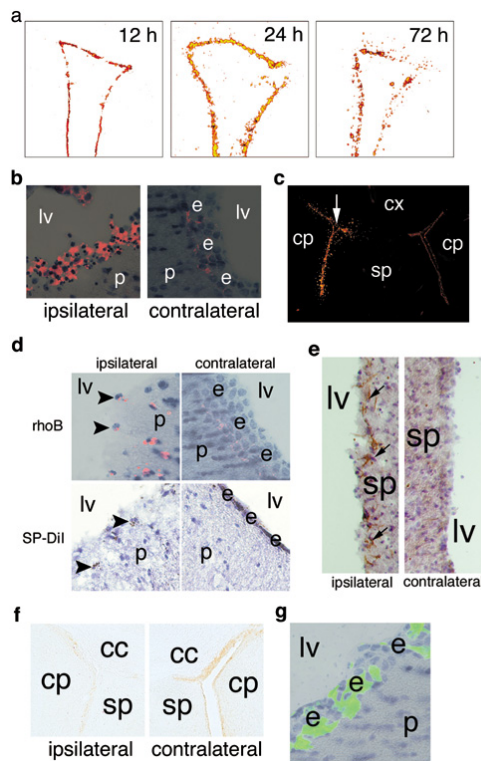 a
12 h
24 h
72 h
b
lv
p
e
lv
e
p
e
ipsilateral
contralateral
c
cx
cp
cp
sp
d
ipsilateral
contralateral
lv
e
lv
rhoB
p
e
p
e
lv
e
lv
e
SP-DiI
p
p
e
e
lv
sp
sp
lv
ipsilateral
contralatera
f
cc
cc
cp
cp
sp
sp
ipsilateral
contralateral
g
lv
e
e
e
p